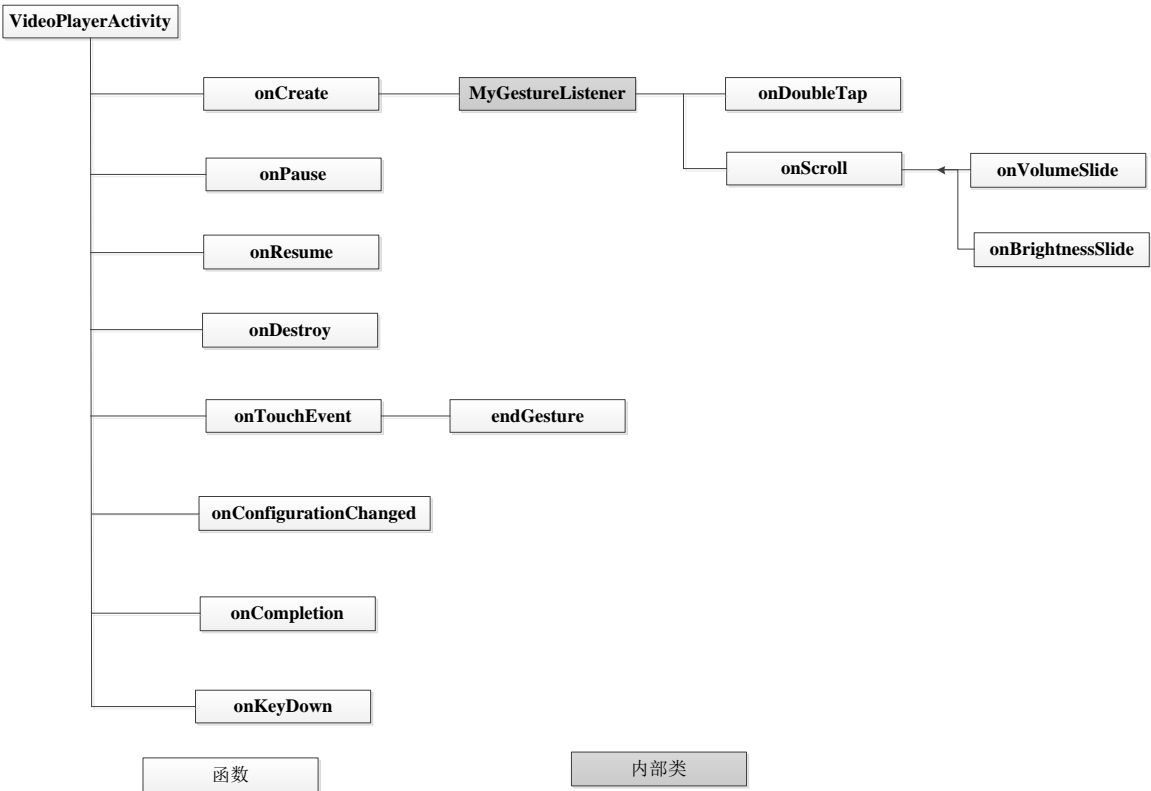 VideoPlayerActivity
onCreate
MyGestureListener
onDoubleTap
onPause
onScroll
onVolumeSlide
onResume
onBrightnessSlide
onDestroy
onTouchEvent
endGesture
onConfigurationChanged
onCompletion
onKeyDown
函数
内部类